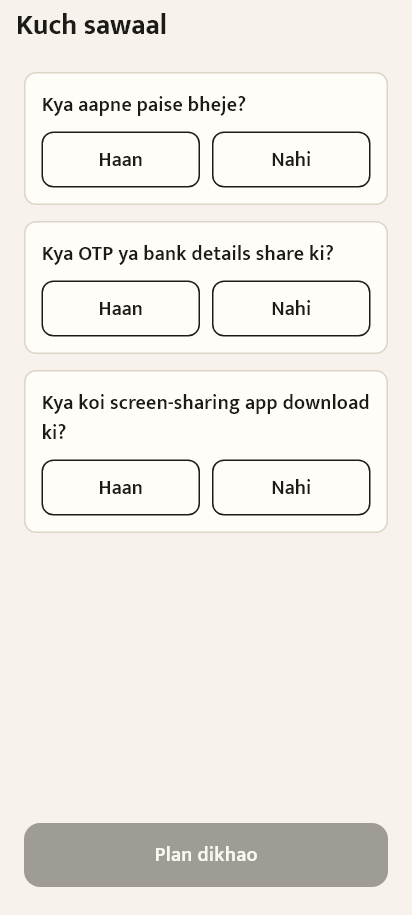 Kuch sawaal
Kya aapne paise bheje?
Haan
Nahi
Kya OTP ya bank details share ki?
Haan
Nahi
Kya koi screen-sharing app download
ki?
Haan
Nahi
Plan dikhao